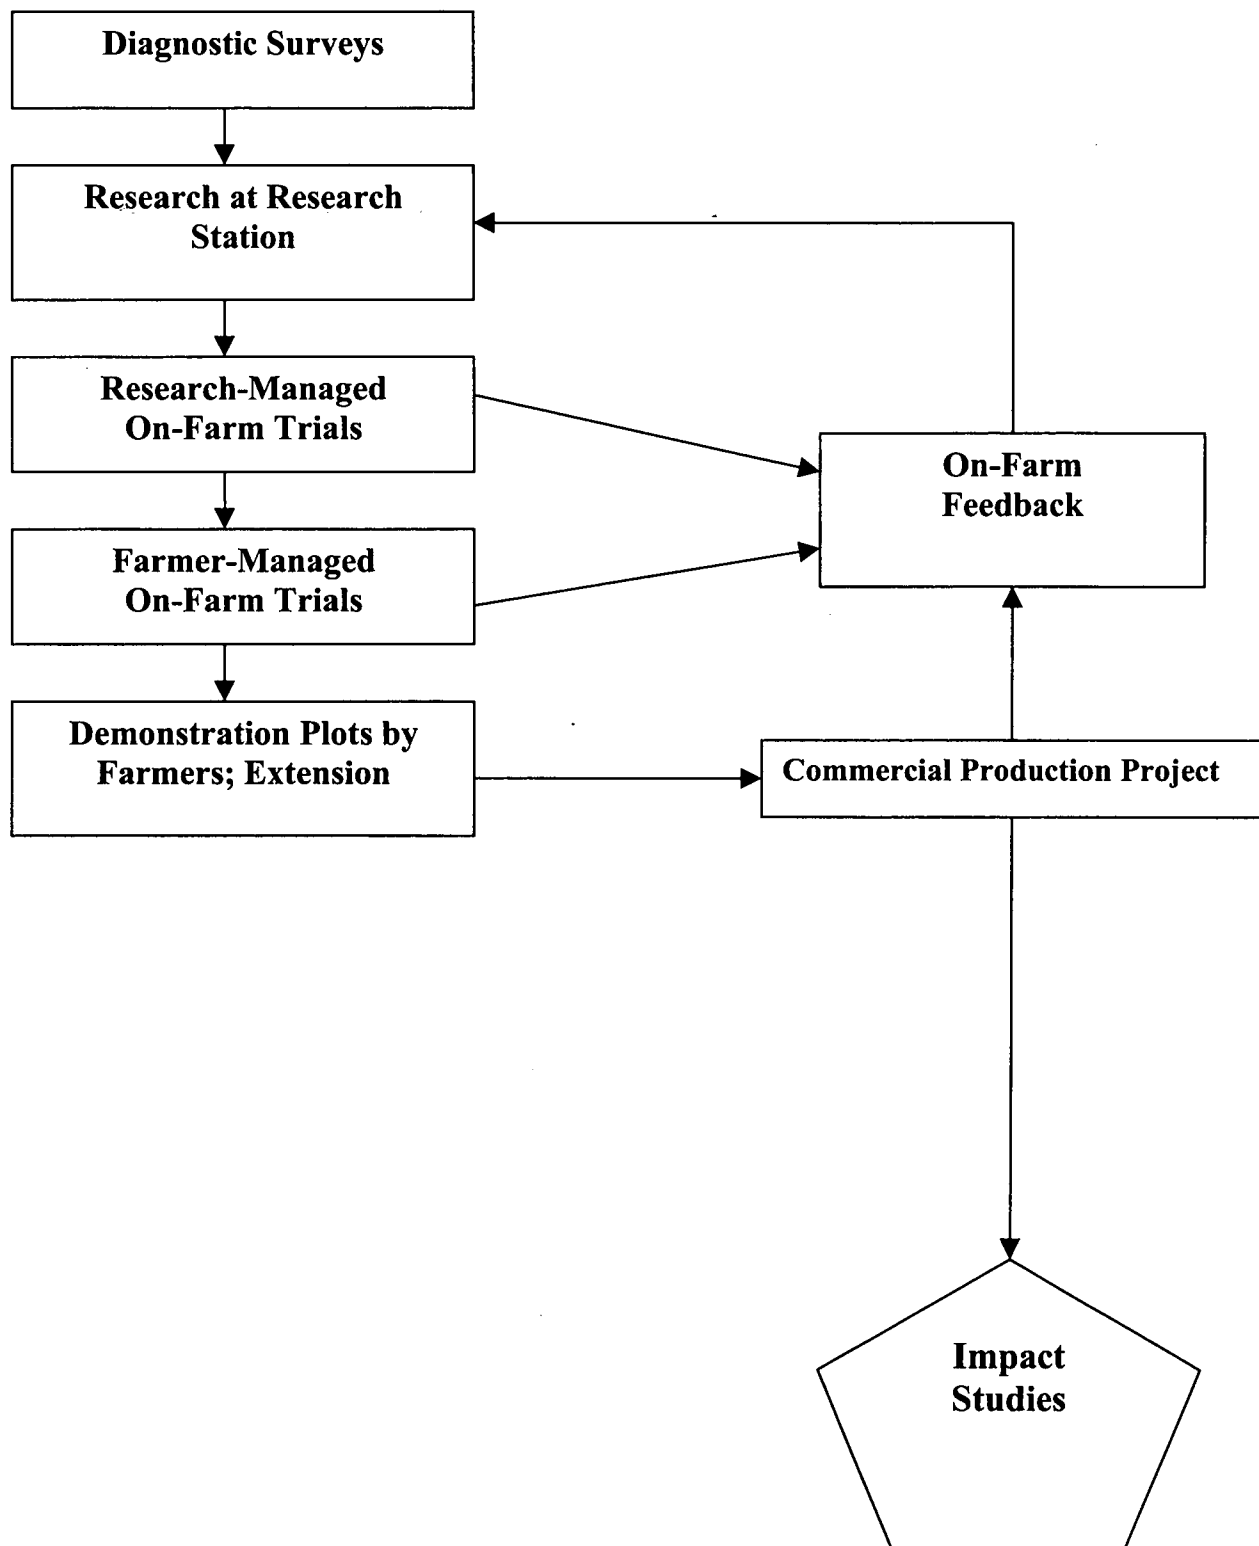 Diagnostic Surveys
Research at Research
Station
Research-Managed
On-Farm Trials
Farmer-Managed
On-Farm Trials
Demonstration Plots by
Farmers; Extension
On-Farm
Feedback
Commercial Production Project
Impact
Studies